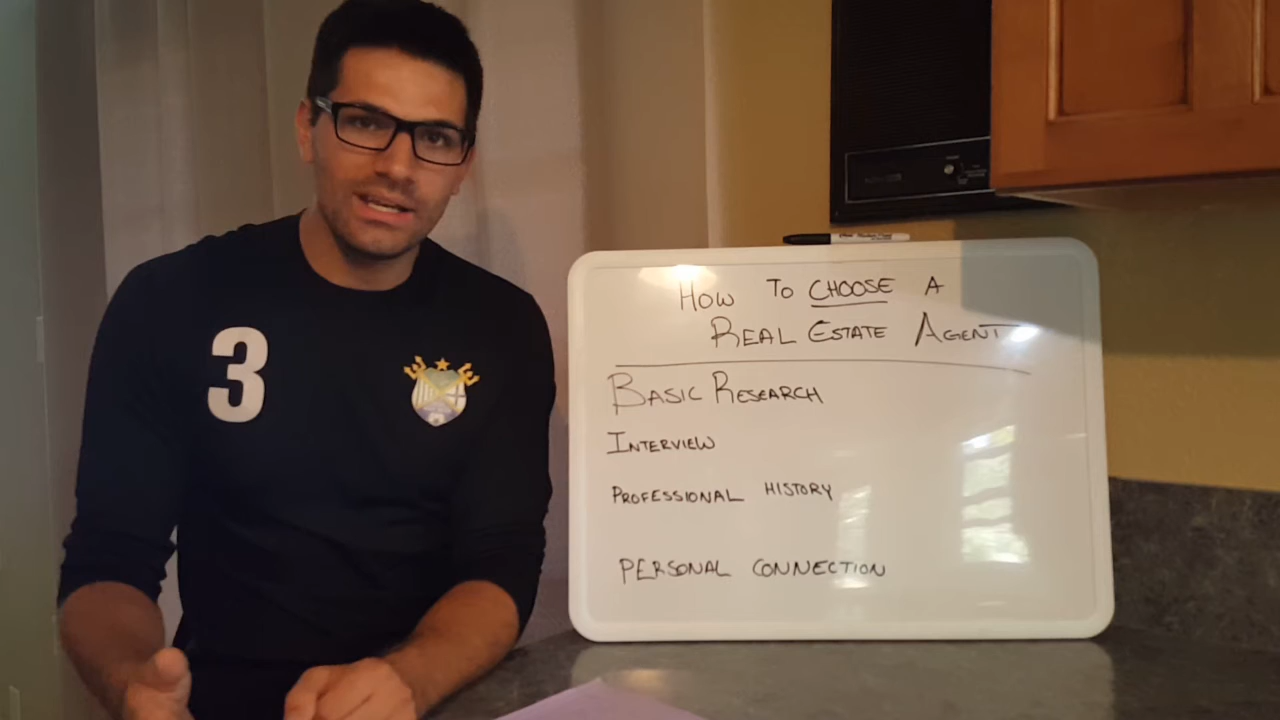 3
How To CHOOSE A
REAL ESTATE AGENT
BASIC RESEARCH
INTERVIEW
PROFESSIONAL HISTORY
PERSONAL CONNECTION